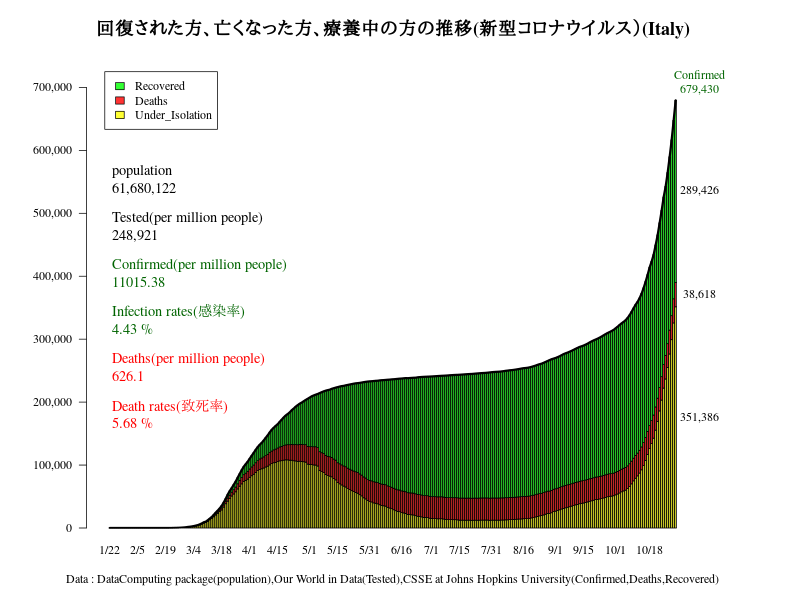 回復された方、亡くなった方、療養中の方の推移(新型コロナウイルス）(Italy)
Confirmed
679,430
700,000
600,000
500,000
400,000
300,000
200,000
100,000
0
Recovered
Deaths
Under_Isolation
population
61,680,122
Tested(per million people)
248,921
Confirmed(per million people)
11015.38
Infection rates(感染率)
4.43 %
Deaths(per million people)
626.1
Death rates(致死率)
5.68 %
289,426
38,618
351,386
1/22 2/5 2/19 3/4 3/18 4/1 4/15 5/1 5/15 5/31 6/16 7/1 7/15 7/31 8/16 9/1 9/15 10/1 10/18
Data : DataComputing package(population),Our World in Data(Tested),CSSE at Johns Hopkins University(Confirmed,Deaths,Recovered)